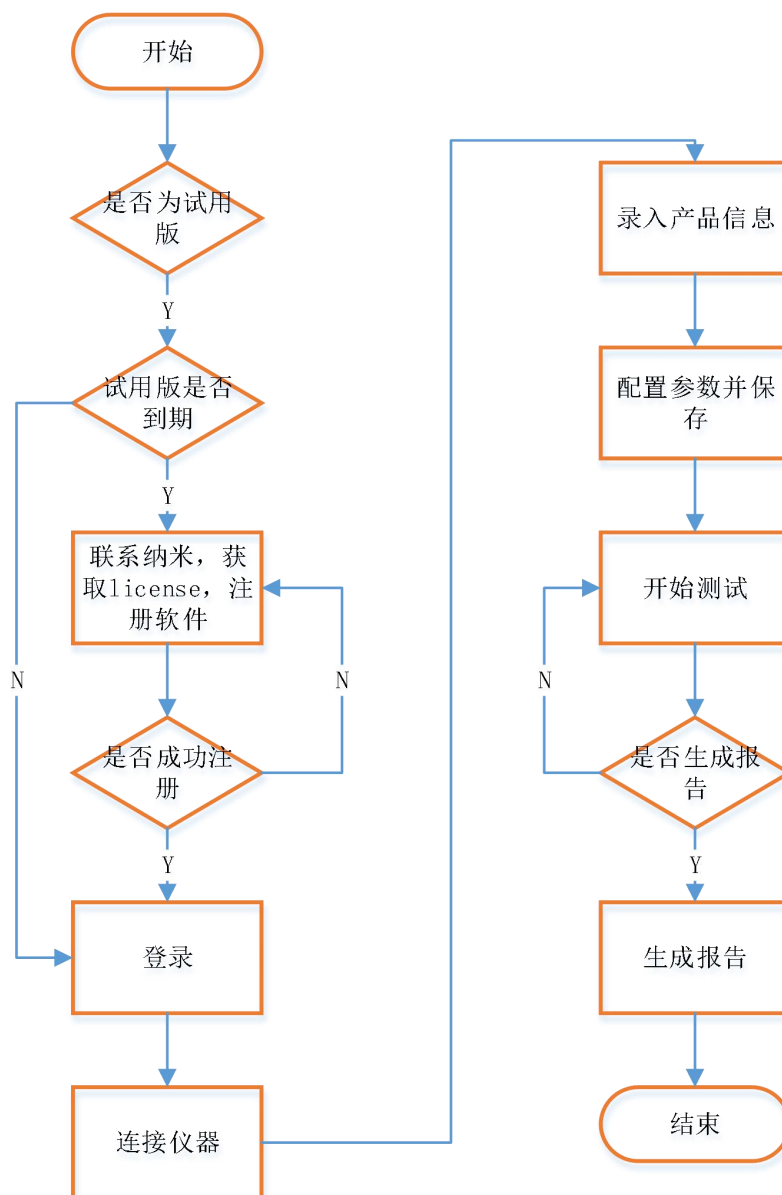 开始
是否为试用
版
Y
试用版是否
到期
Y
联系纳米，获
取license，注
册软件
N
N
是否成功注
册
Y
登录
连接仪器
录入产品信息
配置参数并保
存
开始测试
N
是否生成报
告
Y
生成报告
结束